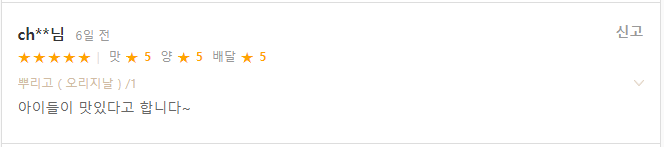 ch**님 6일 전 신고
★★★★★ | 맛 ★ 5 양 ★ 5 배달 ★ 5
뿌리고 ( 오리지날 ) /1
아이들이 맛있다고 합니다~